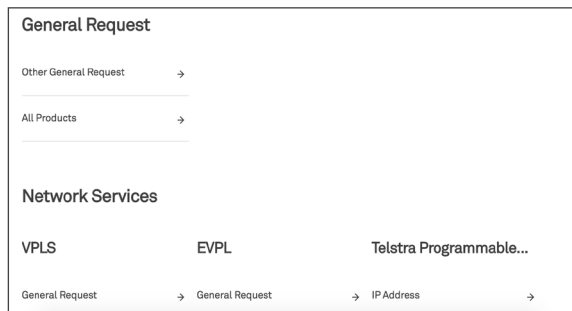 General Request
Other General Request →
All Products →
Network Services
VPLS EVPL Telstra Programmable...
General Request → General Request → IP Address →